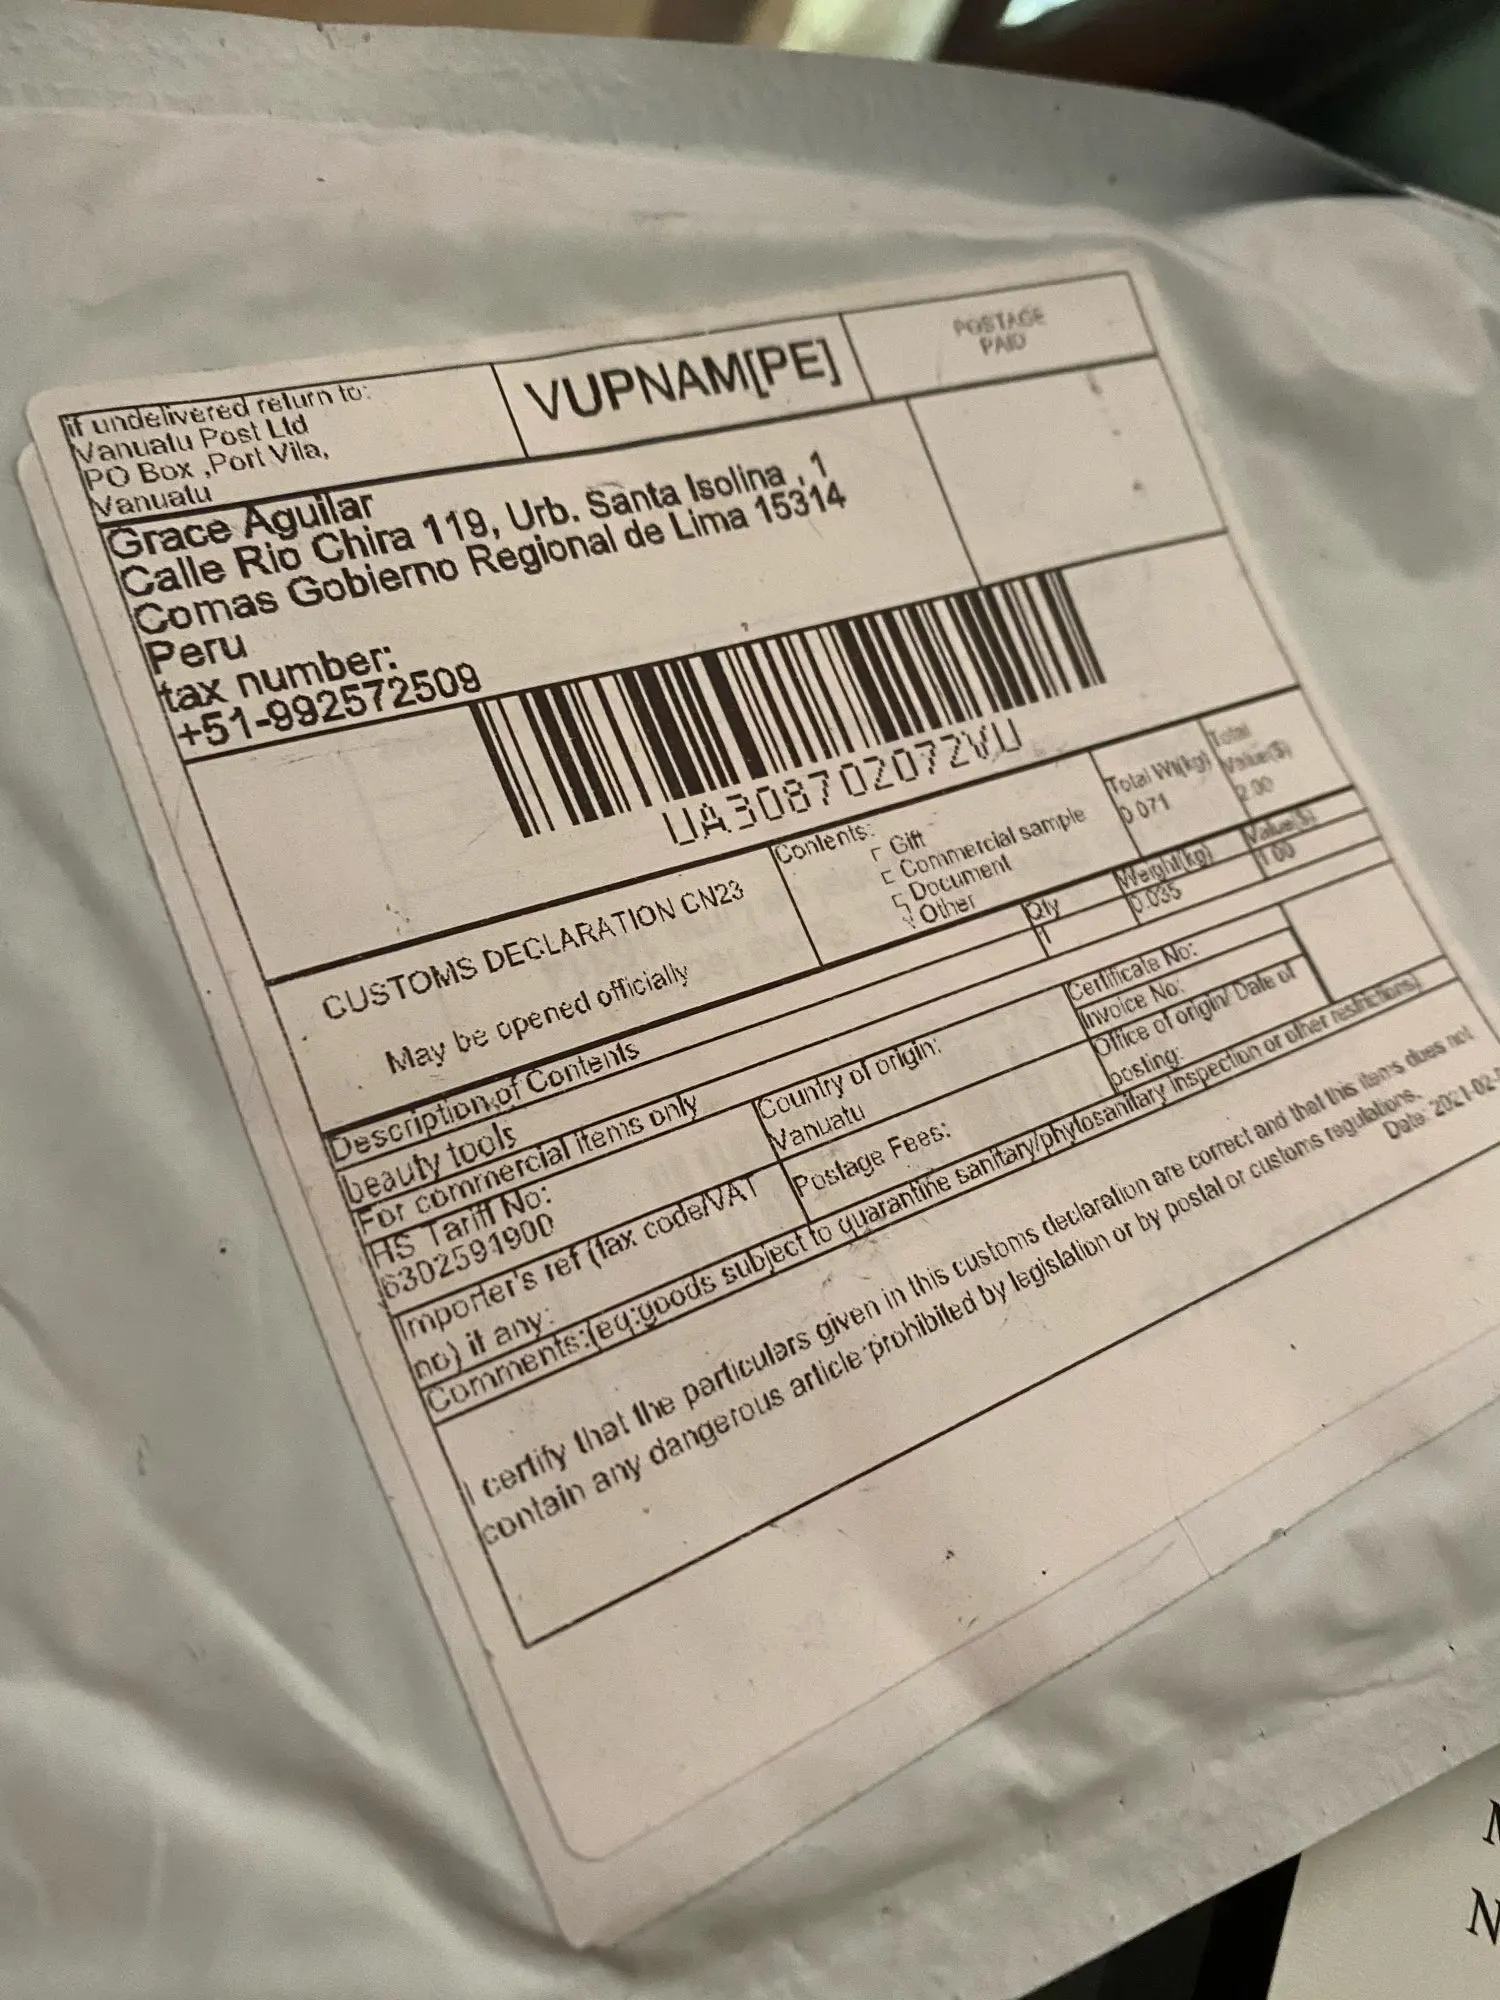 If undelivered return to:
Vanuatu Post Ltd
PO Box ,Port Vila,
Vanuatu
VUPNAM[PE]
POSTAGE
PAID
Grace Aguilar
Calle Rio Chira 119, Urb. Santa Isolina , 1
Comas Gobierno Regional de Lima 15314
Peru
tax number:
+51-992572509
UA308702072VU
CUSTOMS DECLARATION CN23
May be opened officially
Contents:
Gift
Commercial sample
Document
Other
Total Wt(kg)
0.071
Total
Value($)
2.00
Description of Contents
Qty
Weight(kg)
Value($)
beauty tools
1
0.035
1.00
For commercial items only
HS Tariff No:
6302591900
Country of origin:
Vanuatu
Certificate No:
Invoice No:
Importer's ref (tax code/VAT
no) if any:
Postage Fees:
Office of origin/ Date of
posting:
Comments:(eq:goods subject to quarantine sanitary/phytosanitary inspection or other restrictions)
I certify that the particulars given in this customs declaration are correct and that this items does not
contain any dangerous article prohibited by legislation or by postal or customs regulations.
Date: 2021-02-
N